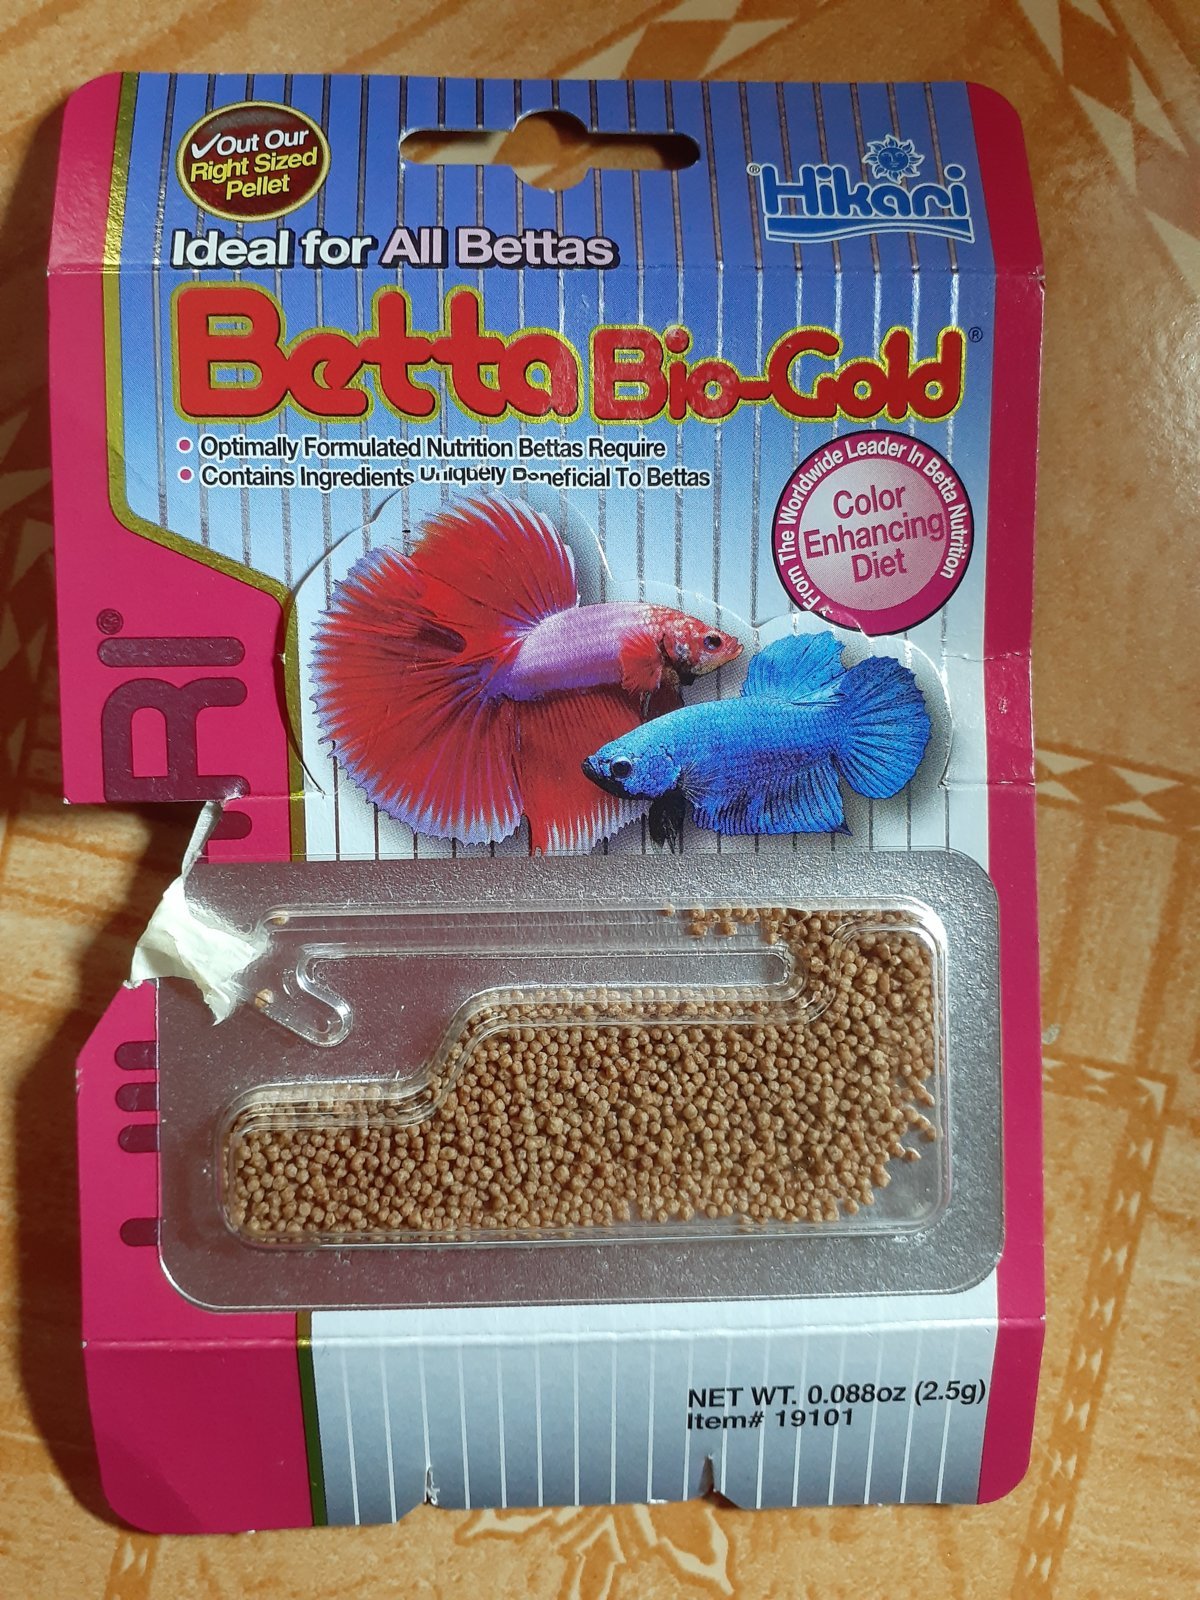 ✓Out Our
Right Sized
Pellet
Hikari®
Ideal for All Bettas
Betta Bio-Gold®
• Optimally Formulated Nutrition Bettas Require
• Contains Ingredients Uniquely Beneficial To Bettas
From The Worldwide Leader In Betta Nutrition
Color
Enhancing
Diet
RI®
NET WT. 0.088oz (2.5g)
Item# 19101